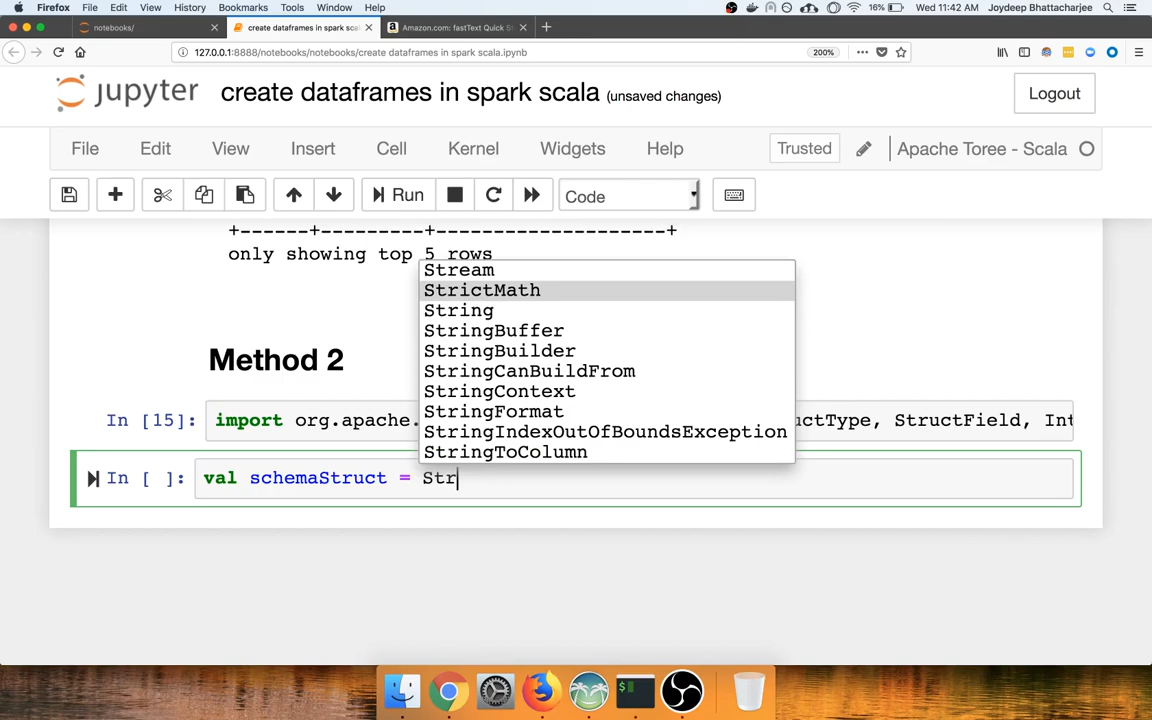 Firefox File Edit View History Bookmarks Tools Window Help 16% Wed 11:42 AM Joydeep Bhattacharjee
notebooks/ create dataframes in spark sca Amazon.com: fastText Quick St
127.0.0.1:8888/notebooks/notebooks/create dataframes in spark scala.ipynb 200%
jupyter create dataframes in spark scala (unsaved changes) Logout
File Edit View Insert Cell Kernel Widgets Help Trusted Apache Toree - Scala
Run Code
+------+---------+-------------------+
only showing top 5 rows
Stream
StrictMath
String
StringBuffer
StringBuilder
StringCanBuildFrom
StringContext
StringFormat
StringIndexOutOfBoundsException
StringToColumn
Method 2
In [15]: import org.apache. uctType, StructField, Int
In [ ]: val schemaStruct = Str